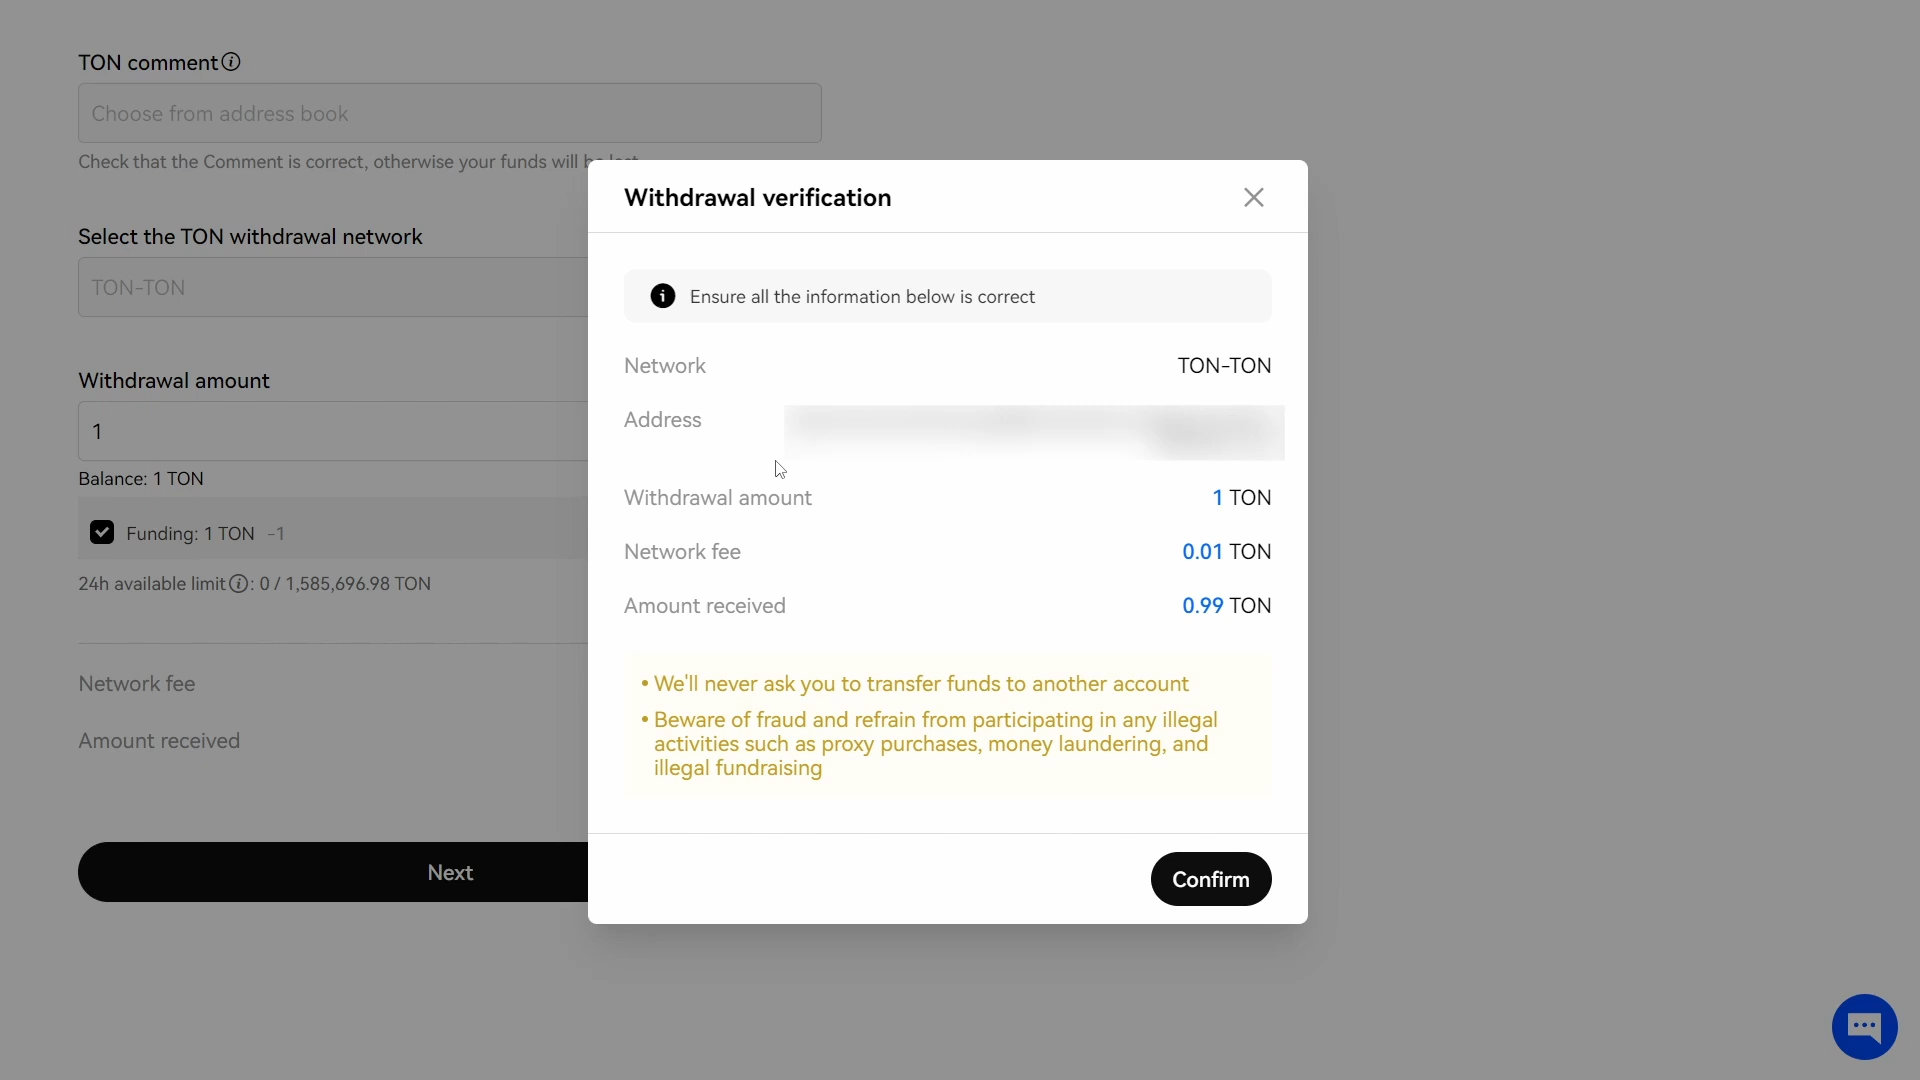 TON comment
Choose from address book
Check that the Comment is correct, otherwise your funds will
Select the TON withdrawal network
TON-TON
Withdrawal amount
1
Balance: 1 TON
Funding: 1 TON -1
24h available limit: 0 / 1,585,696.98 TON
Network fee
Amount received
Next
Withdrawal verification
Ensure all the information below is correct
Network TON-TON
Address
Withdrawal amount 1 TON
Network fee 0.01 TON
Amount received 0.99 TON
• We'll never ask you to transfer funds to another account
• Beware of fraud and refrain from participating in any illegal
activities such as proxy purchases, money laundering, and
illegal fundraising
Confirm